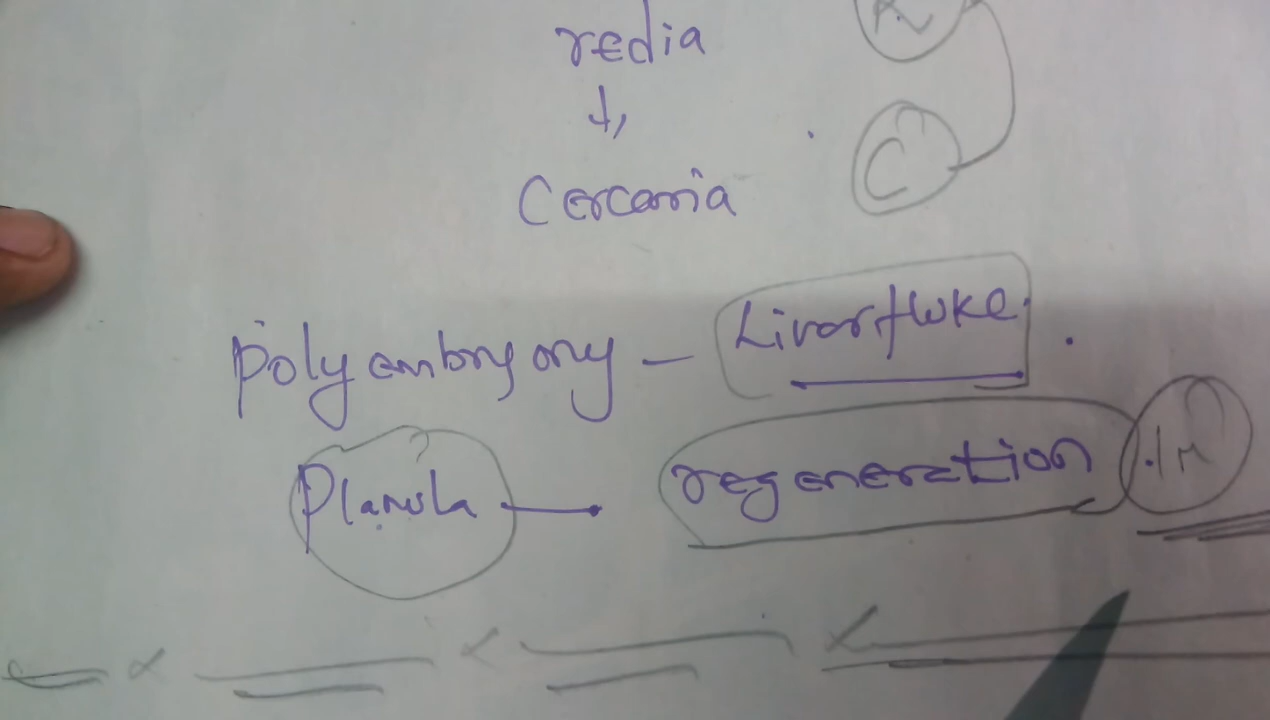 redia
Cercaria
C
Polyembryony - Liverfluke.
Planula regeneration